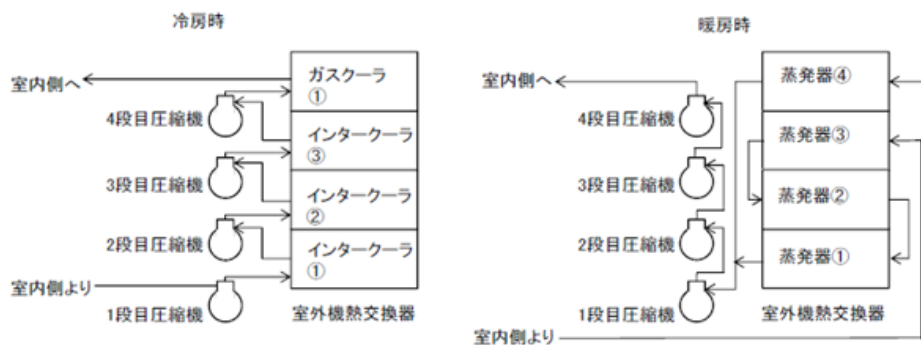 冷房時
室内側へ
ガスクーラ
①
4段目圧縮機
インタークーラ
③
3段目圧縮機
インタークーラ
②
2段目圧縮機
インタークーラ
①
室内側より
1段目圧縮機
室外機熱交換器
暖房時
室内側へ
蒸発器④
4段目圧縮機
蒸発器③
3段目圧縮機
蒸発器②
2段目圧縮機
蒸発器①
1段目圧縮機
室外機熱交換器
室内側より